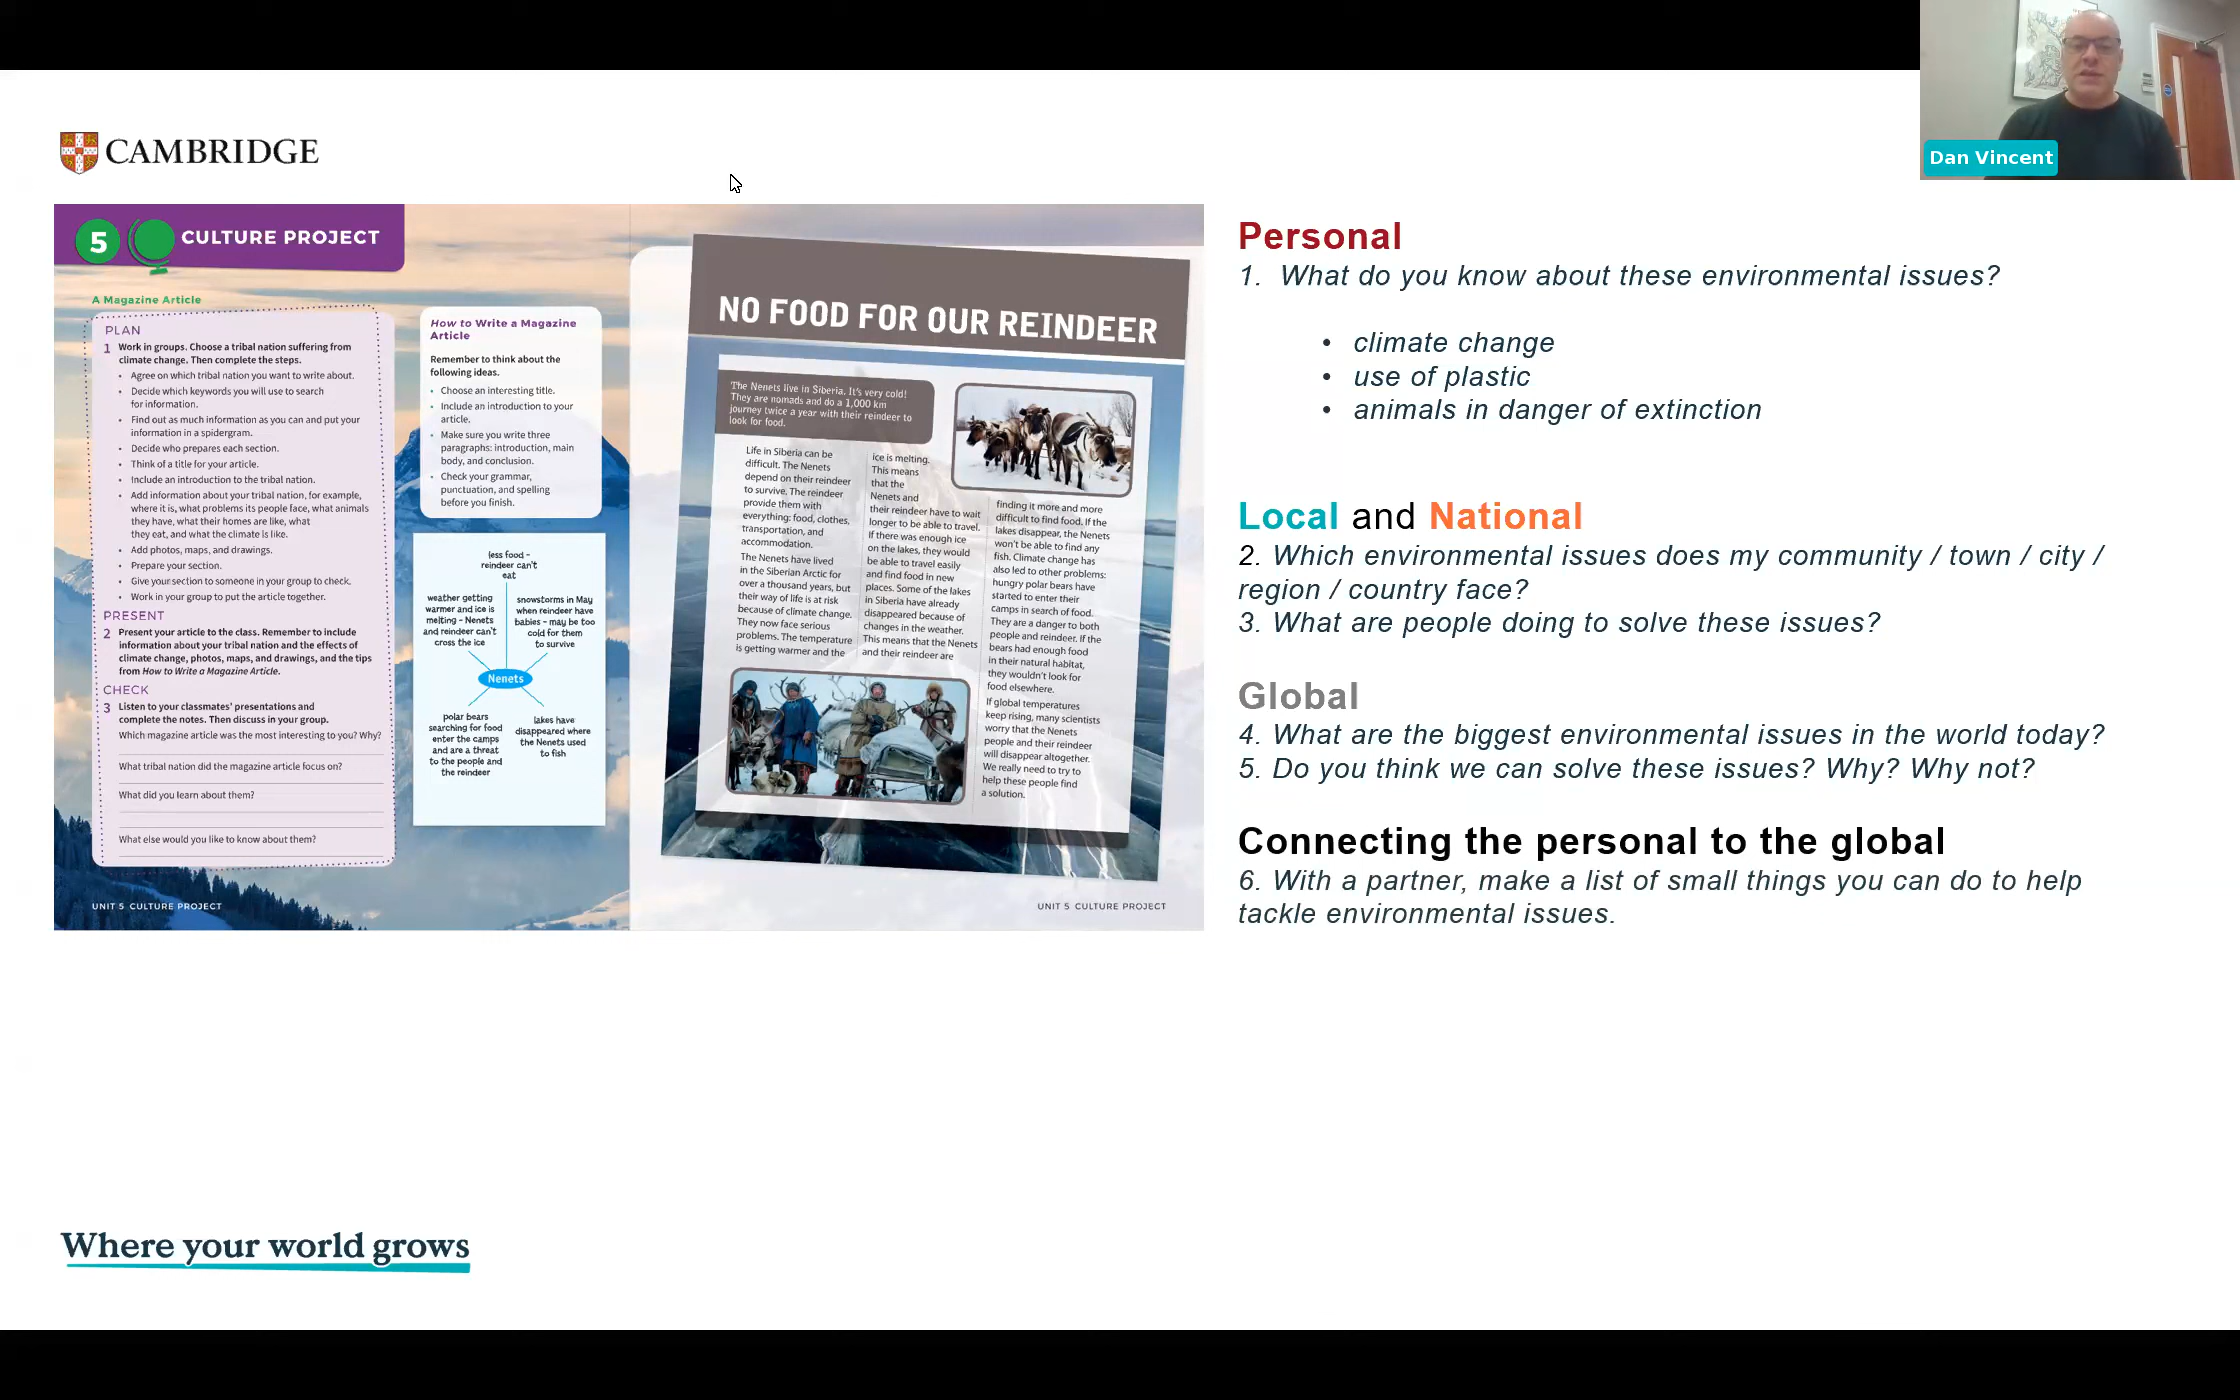 Dan Vincent
CAMBRIDGE
5 CULTURE PROJECT
A Magazine Article
PLAN
1 Work in groups. Choose a tribal nation suffering from
climate change. Then complete the steps.
• Agree on which tribal nation you want to write about.
• Decide which keywords you will use to search
for information.
• Find out as much information as you can and put your
information in a spidergram.
• Decide who prepares each section.
• Think of a title for your article.
• Include an introduction to the tribal nation.
• Add information about your tribal nation, for example,
where it is, what problems its people face, what animals
they have, what their homes are like, what
they eat, and what the climate is like.
• Add photos, maps, and drawings.
• Prepare your section.
• Give your section to someone in your group to check.
• Work in your group to put the article together.
PRESENT
2 Present your article to the class. Remember to include
information about your tribal nation and the effects of
climate change, photos, maps, and drawings, and the tips
from How to Write a Magazine Article.
CHECK
3 Listen to your classmates' presentations and
complete the notes. Then discuss in your group.
Which magazine article was the most interesting to you? Why?
What tribal nation did the magazine article focus on?
What did you learn about them?
What else would you like to know about them?
UNIT 5 CULTURE PROJECT
How to Write a Magazine
Article
Remember to think about the
following ideas.
• Choose an interesting title.
• Include an introduction to your
article.
• Make sure you write three
paragraphs: introduction, main
body, and conclusion.
• Check your grammar,
punctuation, and spelling
before you finish.
less food –
reindeer can't
eat
weather getting
warmer and ice is
melting – Nenets
and reindeer can't
cross the ice
snowstorms in May
when reindeer have
babies – may be too
cold for them
to survive
Nenets
polar bears
searching for food
enter the camps
and are a threat
to the people and
the reindeer
lakes have
disappeared where
the Nenets used
to fish
NO FOOD FOR OUR REINDEER
The Nenets live in Siberia. It's very cold!
They are nomads and do a 1,000 km
journey twice a year with their reindeer to
look for food.
Life in Siberia can be
difficult. The Nenets
depend on their reindeer
to survive. The reindeer
provide them with
everything: food, clothes,
transportation, and
accommodation.
The Nenets have lived
in the Siberian Arctic for
over a thousand years, but
their way of life is at risk
because of climate change.
They now face serious
problems. The temperature
is getting warmer and the
ice is melting.
This means
that the
Nenets and
their reindeer have to wait
longer to be able to travel.
If there was enough ice
on the lakes, they would
be able to travel easily
and find food in new
places. Some of the lakes
in Siberia have already
disappeared because of
changes in the weather.
This means that the Nenets
and their reindeer are
finding it more and more
difficult to find food. If the
lakes disappear, the Nenets
won't be able to find any
fish. Climate change has
also led to other problems:
hungry polar bears have
started to enter their
camps in search of food.
They are a danger to both
people and reindeer. If the
bears had enough food
in their natural habitat,
they wouldn't look for
food elsewhere.
If global temperatures
keep rising, many scientists
worry that the Nenets
people and their reindeer
will disappear altogether.
We really need to try to
help these people find
a solution.
UNIT 5 CULTURE PROJECT
Personal
1. What do you know about these environmental issues?
• climate change
• use of plastic
• animals in danger of extinction
Local and National
2. Which environmental issues does my community / town / city /
region / country face?
3. What are people doing to solve these issues?
Global
4. What are the biggest environmental issues in the world today?
5. Do you think we can solve these issues? Why? Why not?
Connecting the personal to the global
6. With a partner, make a list of small things you can do to help
tackle environmental issues.
Where your world grows